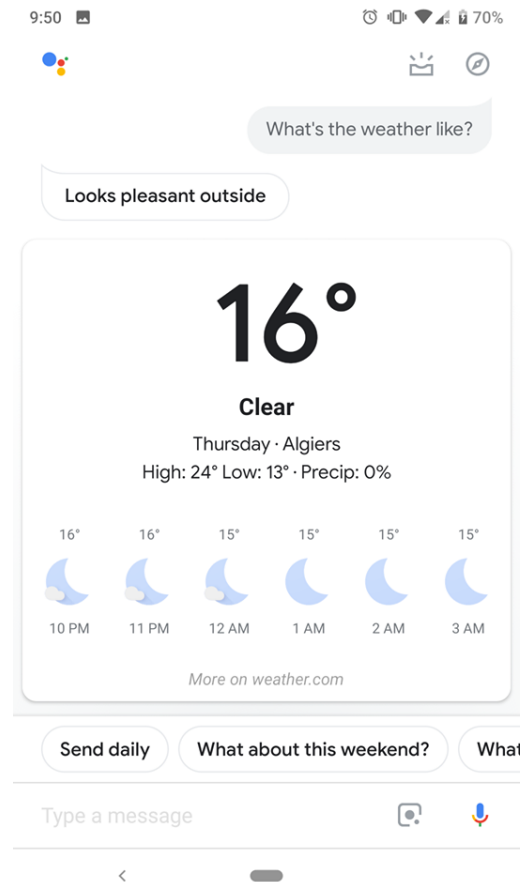 9:50 70%
What's the weather like?
Looks pleasant outside
16°
Clear
Thursday · Algiers
High: 24° Low: 13° · Precip: 0%
16° 16° 15° 15° 15° 15°
10 PM 11 PM 12 AM 1 AM 2 AM 3 AM
More on weather.com
Send daily What about this weekend? What
Type a message